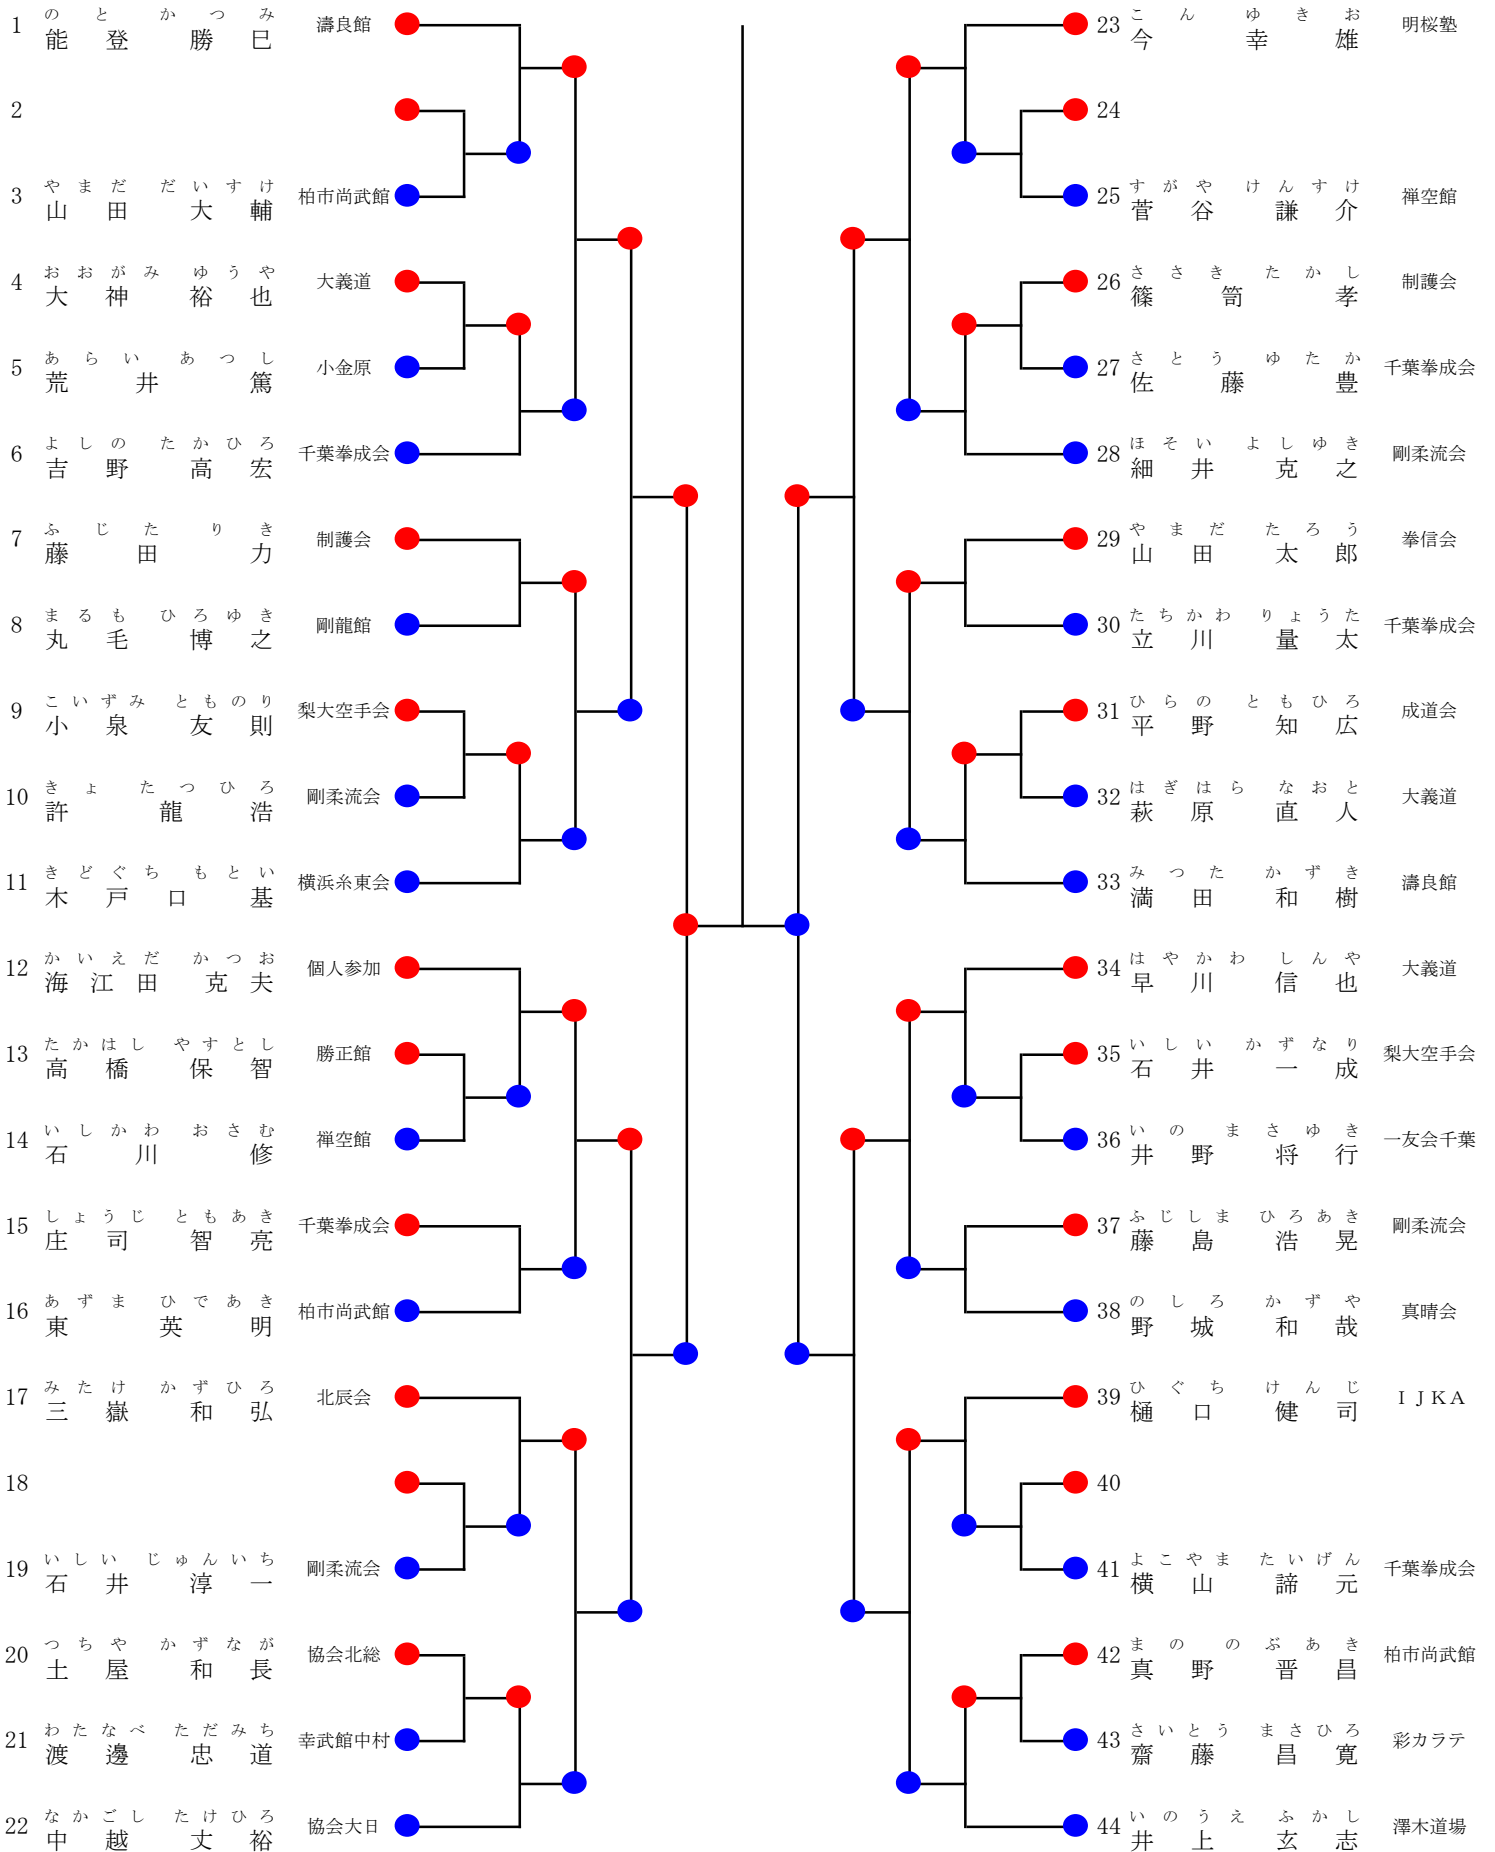 のと かつみ
1 能登 勝巳 濤良館
2
やまだ だいすけ
3 山田 大輔 柏市尚武館
おおがみ ゆうや
4 大神 裕也 大義道
あらい あつし
5 荒井 篤 小金原
よしの たかひろ
6 吉野 高宏 千葉拳成会
ふじた りき
7 藤田 力 制護会
まるも ひろゆき
8 丸毛 博之 剛龍館
こいずみ とものり
9 小泉 友則 梨大空手会
きょ たつひろ
10 許 龍浩 剛柔流会
きどぐち もとい
11 木戸口 基 横浜糸東会
かいえだ かつお
12 海江田 克夫 個人参加
たかはし やすとし
13 高橋 保智 勝正館
いしかわ おさむ
14 石川 修 禅空館
しょうじ ともあき
15 庄司 智亮 千葉拳成会
あずま ひであき
16 東 英明 柏市尚武館
みたけ かずひろ
17 三嶽 和弘 北辰会
18
いしい じゅんいち
19 石井 淳一 剛柔流会
つちや かずなが
20 土屋 和長 協会北総
わたなべ ただみち
21 渡邊 忠道 幸武館中村
なかごし たけひろ
22 中越 丈裕 協会大日
こん ゆきお
23 今 幸雄 明桜塾
24
すがや けんすけ
25 菅谷 謙介 禅空館
ささき たかし
26 篠笥 孝 制護会
さとう ゆたか
27 佐藤 豊 千葉拳成会
ほそい よしゆき
28 細井 克之 剛柔流会
やまだ たろう
29 山田 太郎 拳信会
たちかわ りょうた
30 立川 量太 千葉拳成会
ひらの ともひろ
31 平野 知広 成道会
はぎはら なおと
32 萩原 直人 大義道
みつた かずき
33 満田 和樹 濤良館
はやかわ しんや
34 早川 信也 大義道
いしい かずなり
35 石井 一成 梨大空手会
いの まさゆき
36 井野 将行 一友会千葉
ふじしま ひろあき
37 藤島 浩晃 剛柔流会
のしろ かずや
38 野城 和哉 真晴会
ひぐち けんじ
39 樋口 健司 ＩＪＫＡ
40
よこやま たいげん
41 横山 諦元 千葉拳成会
まの のぶあき
42 真野 晋昌 柏市尚武館
さいとう まさひろ
43 齋藤 昌寛 彩カラテ
いのうえ ふかし
44 井上 玄志 澤木道場